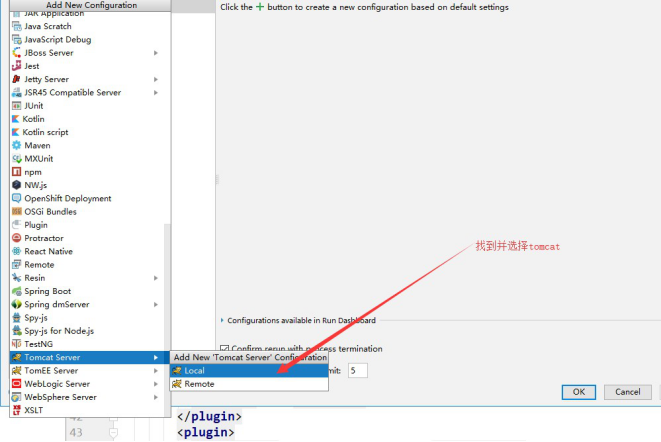 Add New Configuration
JAR Application
Java Scratch
JavaScript Debug
JBoss Server
Jest
Jetty Server
JSR45 Compatible Server
JUnit
Kotlin
Kotlin script
Maven
MXUnit
npm
NW.js
OpenShift Deployment
OSGi Bundles
Plugin
Protractor
React Native
Remote
Resin
Spring Boot
Spring dmServer
Spy-js
Spy-js for Node.js
TestNG
Tomcat Server
TomEE Server
WebLogic Server
WebSphere Server
XSLT
Click the + button to create a new configuration based on default settings
找到并选择tomcat
Configurations available in Run Dashboard
Confirm rerun with process termination
Add New 'Tomcat Server' Configuration
Local
Remote
mit: 5
OK
Cancel
</plugin>
43 <plugin>